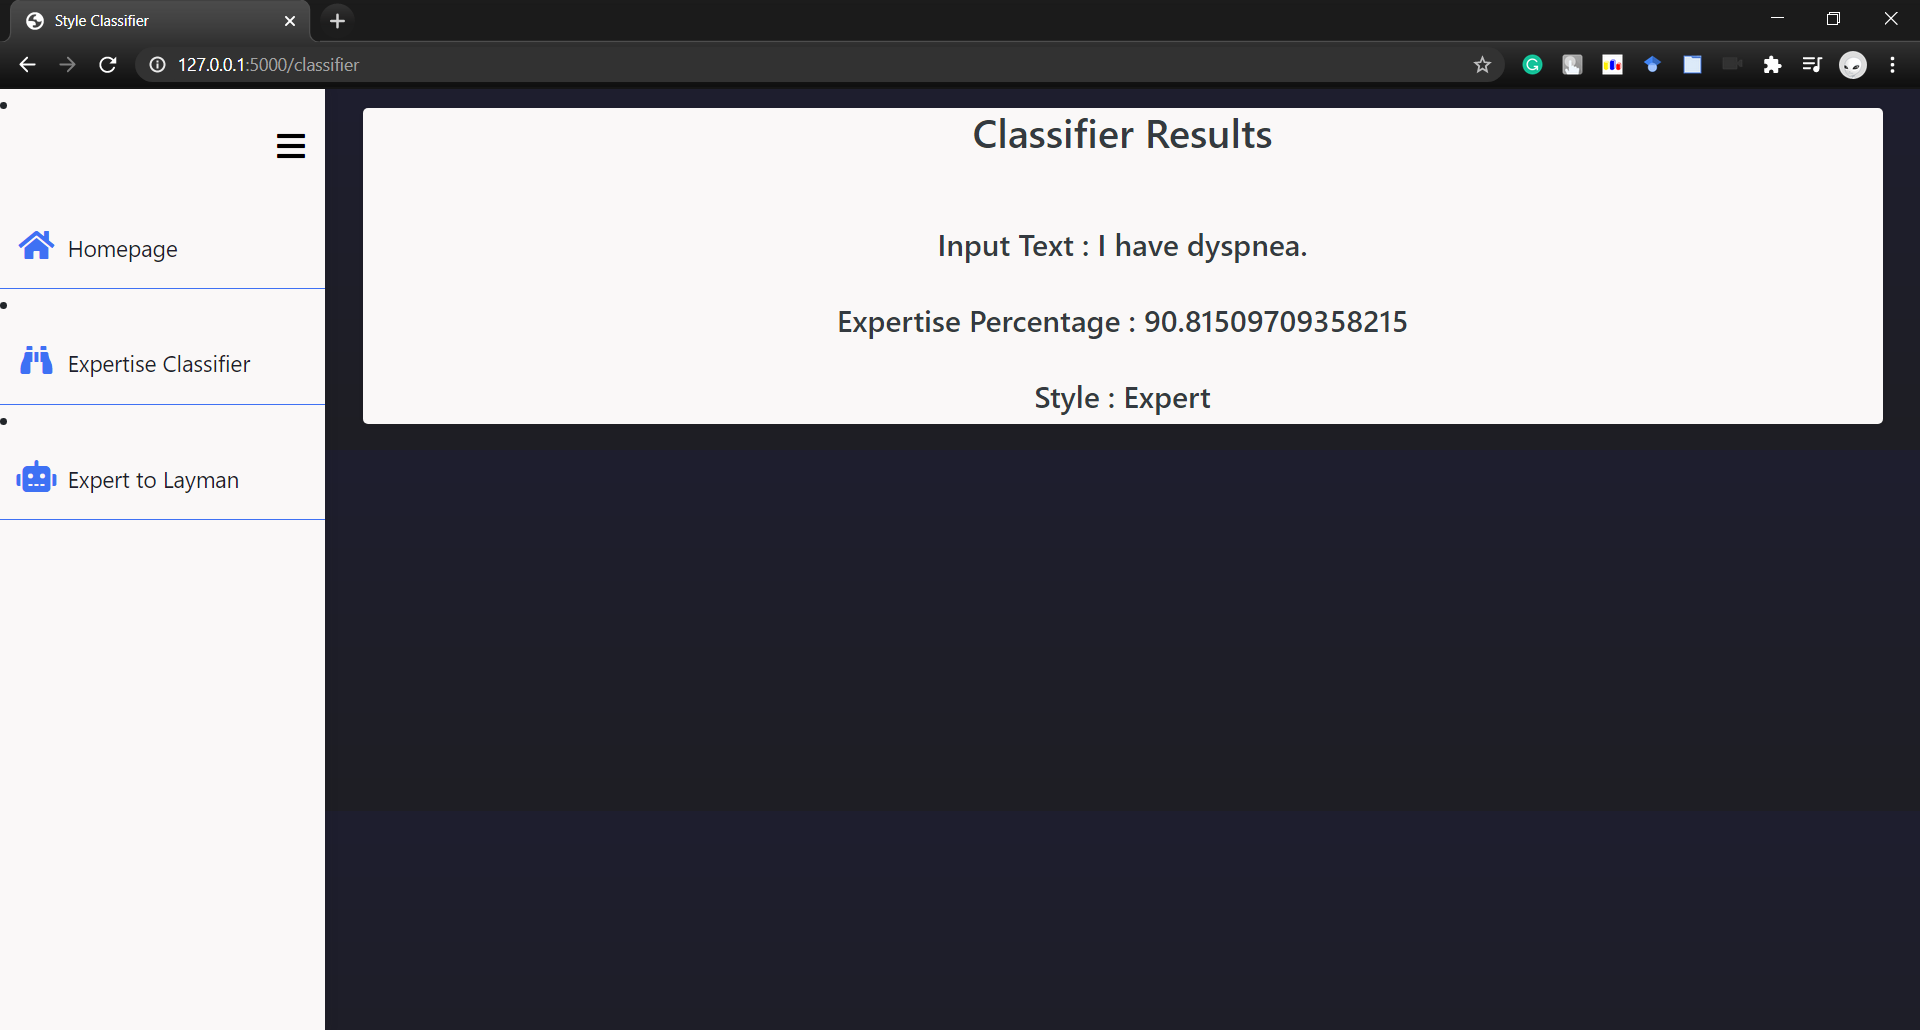 Style Classifier
127.0.0.1:5000/classifier
Homepage
Expertise Classifier
Expert to Layman
Classifier Results
Input Text : I have dyspnea.
Expertise Percentage : 90.81509709358215
Style : Expert